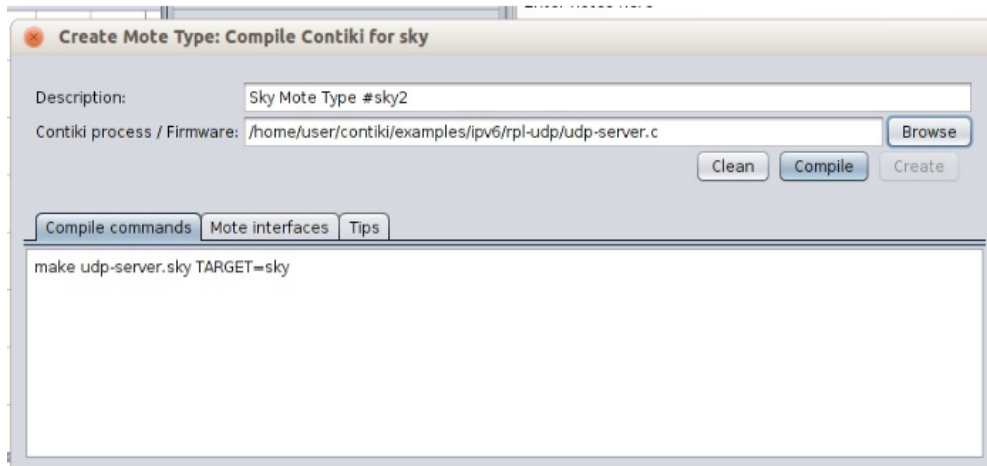 Create Mote Type: Compile Contiki for sky
Description: Sky Mote Type #sky2
Contiki process / Firmware: /home/user/contiki/examples/ipv6/rpl-udp/udp-server.c Browse
Clean Compile Create
Compile commands Mote interfaces Tips
make udp-server.sky TARGET=sky